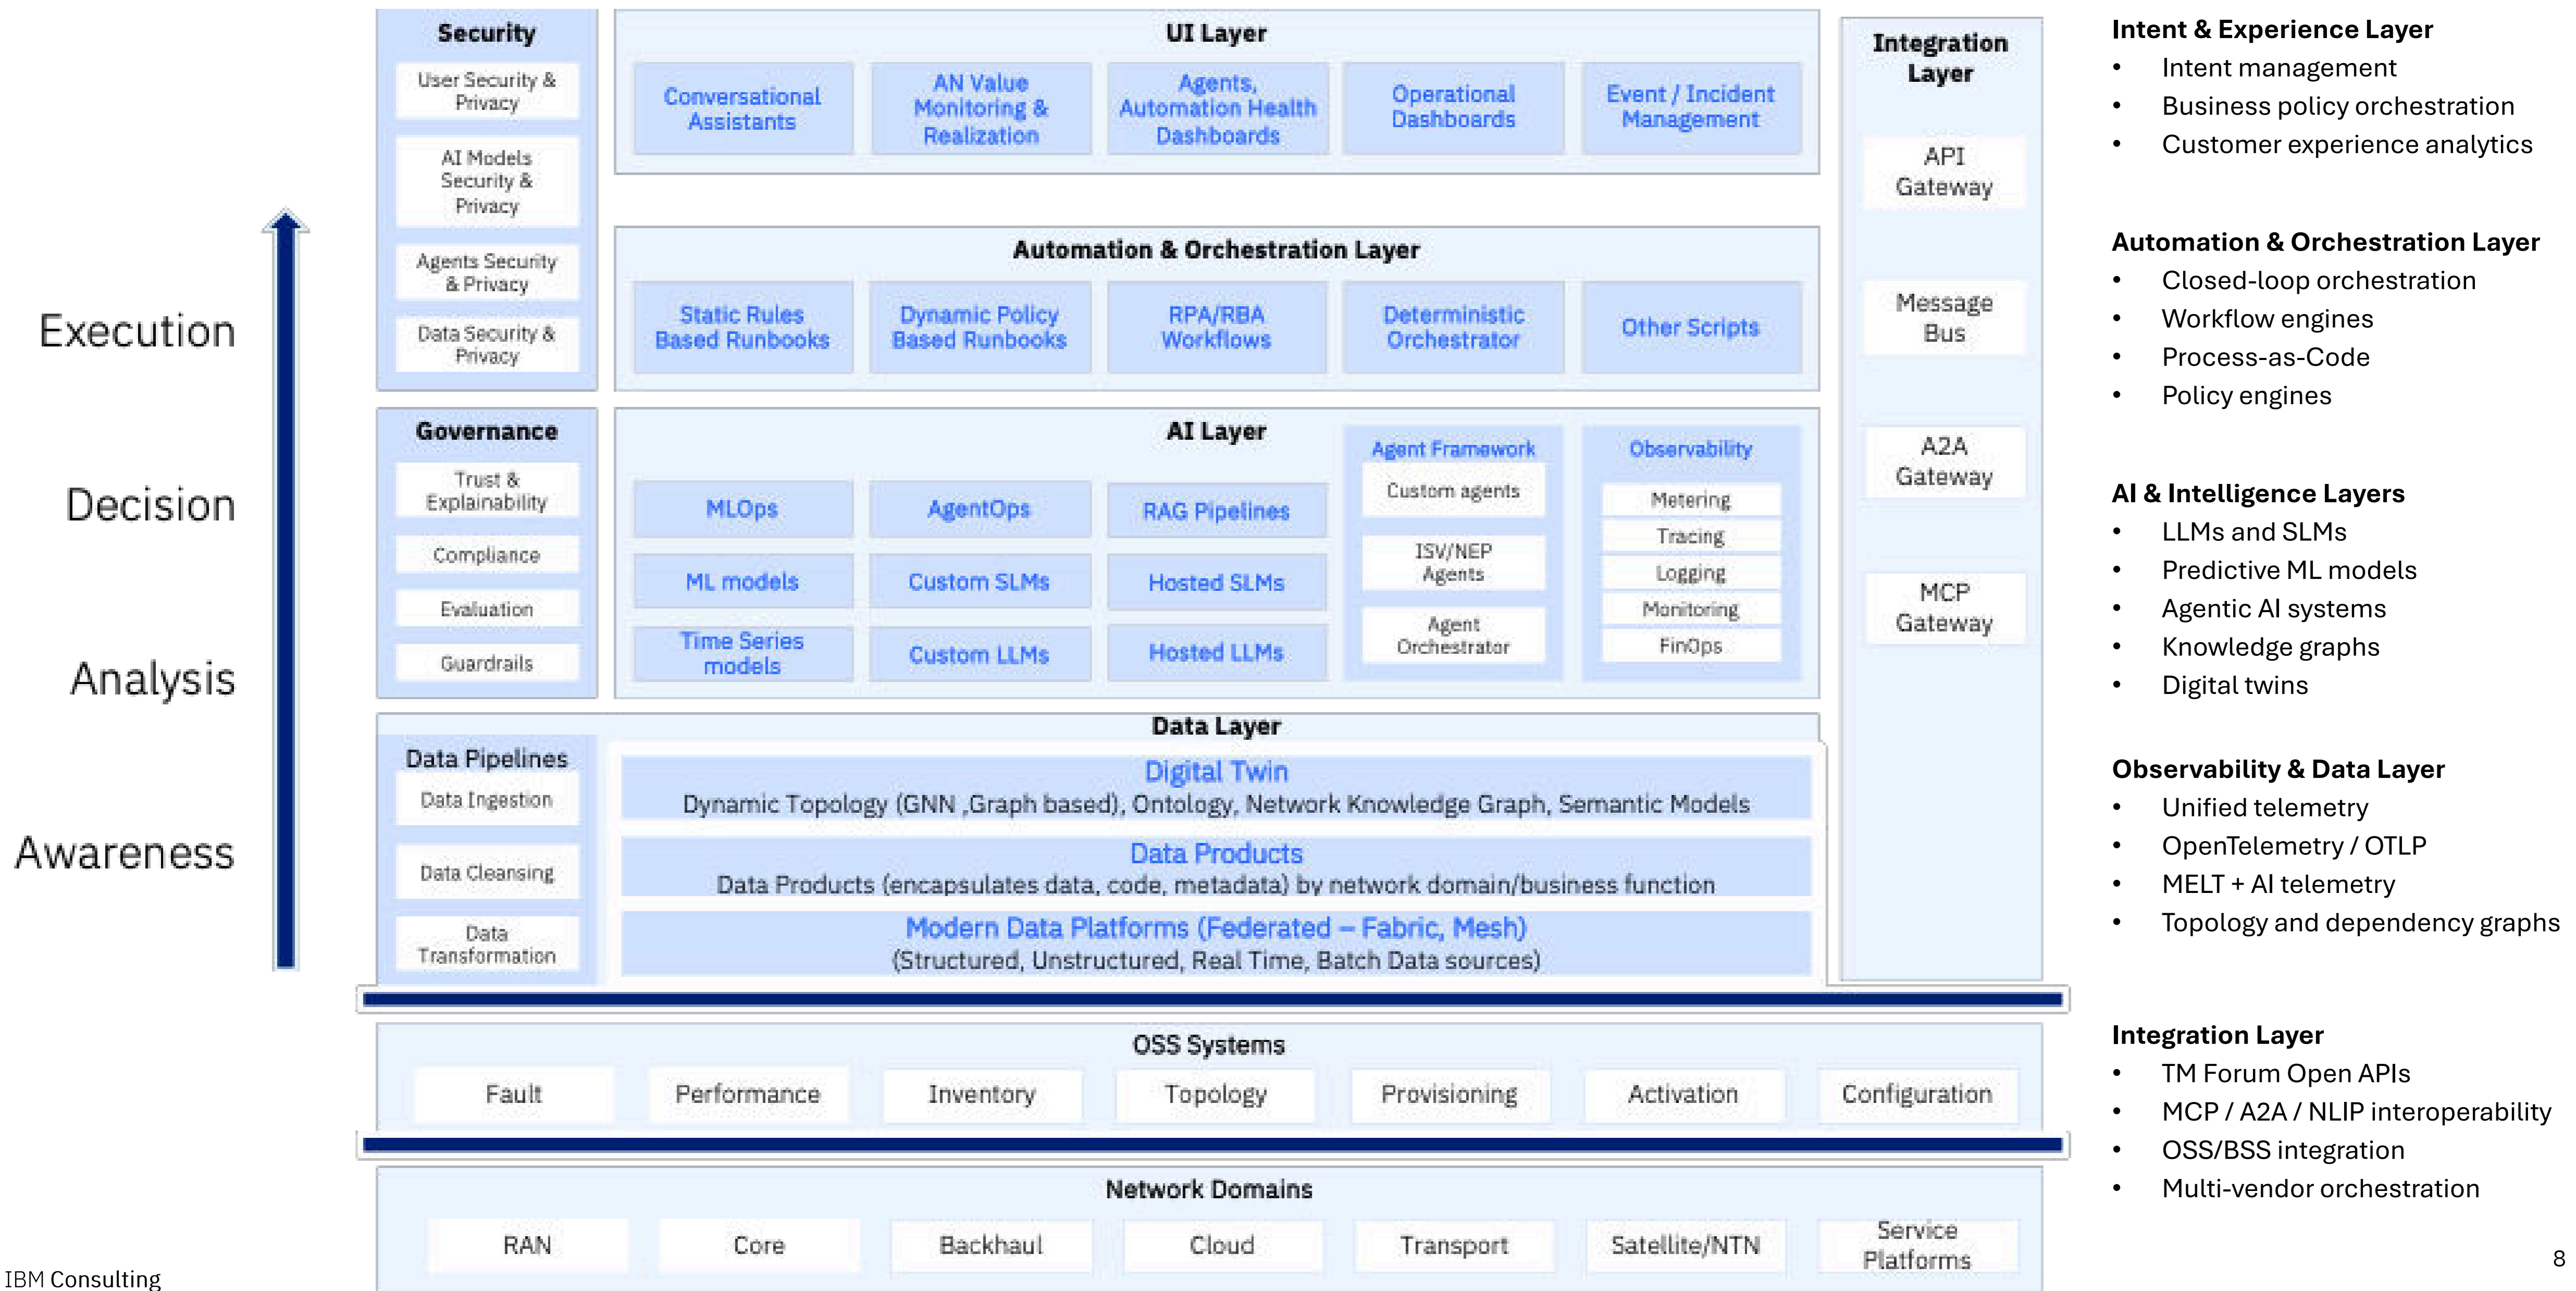 Execution
Decision
Analysis
Awareness
Security
User Security &
Privacy
AI Models
Security &
Privacy
Agents Security
& Privacy
Data Security &
Privacy
UI Layer
Conversational
Assistants
AN Value
Monitoring &
Realization
Agents,
Automation Health
Dashboards
Operational
Dashboards
Event / Incident
Management
Automation & Orchestration Layer
Static Rules
Based Runbooks
Dynamic Policy
Based Runbooks
RPA/RBA
Workflows
Deterministic
Orchestrator
Other Scripts
Governance
Trust &
Explainability
Compliance
Evaluation
Guardrails
AI Layer
MLOps
AgentOps
RAG Pipelines
ML models
Custom SLMs
Hosted SLMs
Time Series
models
Custom LLMs
Hosted LLMs
Agent Framework
Custom agents
ISV/NEP
Agents
Agent
Orchestrator
Observability
Metering
Tracing
Logging
Monitoring
FinOps
Data Layer
Data Pipelines
Data Ingestion
Data Cleansing
Data
Transformation
Digital Twin
Dynamic Topology (GNN ,Graph based), Ontology, Network Knowledge Graph, Semantic Models
Data Products
Data Products (encapsulates data, code, metadata) by network domain/business function
Modern Data Platforms (Federated – Fabric, Mesh)
(Structured, Unstructured, Real Time, Batch Data sources)
Integration
Layer
API
Gateway
Message
Bus
A2A
Gateway
MCP
Gateway
OSS Systems
Fault
Performance
Inventory
Topology
Provisioning
Activation
Configuration
Network Domains
RAN
Core
Backhaul
Cloud
Transport
Satellite/NTN
Service
Platforms
Intent & Experience Layer
• Intent management
• Business policy orchestration
• Customer experience analytics
Automation & Orchestration Layer
• Closed-loop orchestration
• Workflow engines
• Process-as-Code
• Policy engines
AI & Intelligence Layers
• LLMs and SLMs
• Predictive ML models
• Agentic AI systems
• Knowledge graphs
• Digital twins
Observability & Data Layer
• Unified telemetry
• OpenTelemetry / OTLP
• MELT + AI telemetry
• Topology and dependency graphs
Integration Layer
• TM Forum Open APIs
• MCP / A2A / NLIP interoperability
• OSS/BSS integration
• Multi-vendor orchestration
IBM Consulting
8